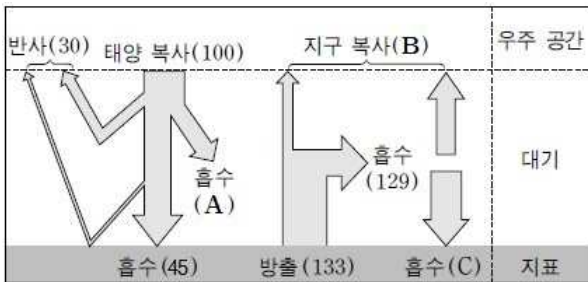 반사(30) 태양 복사(100) 지구 복사(B) 우주 공간
흡수
(A)
흡수
(129)
대기
흡수(45) 방출(133) 흡수(C) 지표